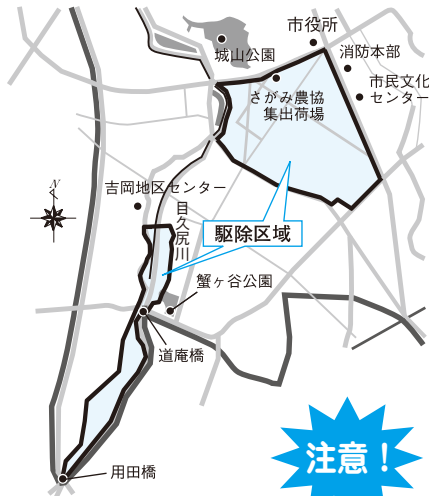 市役所
城山公園
消防本部
市民文化
センター
さがみ農協
集出荷場
N
吉岡地区センター
目久尻川
駆除区域
蟹ヶ谷公園
道庵橋
注意！
用田橋